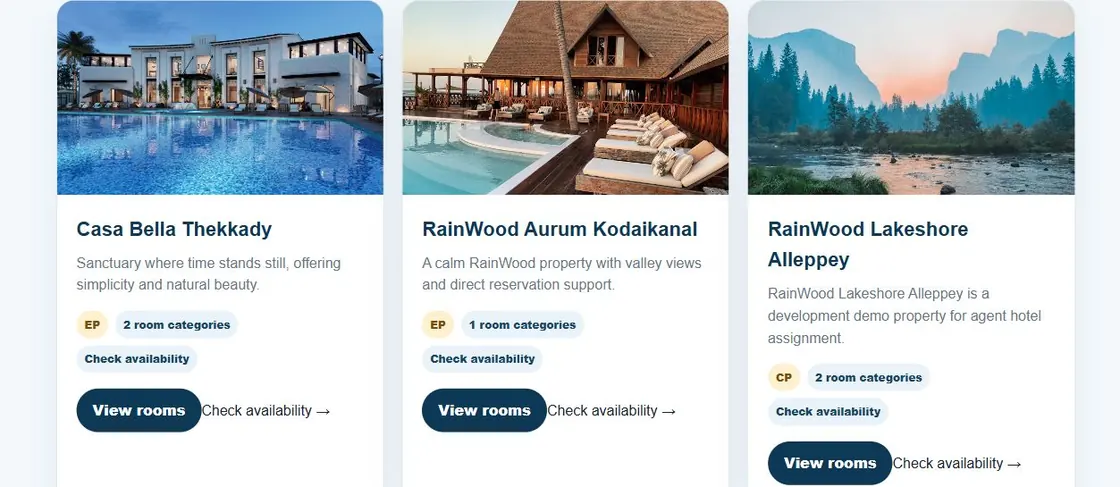 Casa Bella Thekkady
Sanctuary where time stands still, offering
simplicity and natural beauty.
EP
2 room categories
Check availability
View rooms
Check availability →
RainWood Aurum Kodaikanal
A calm RainWood property with valley views
and direct reservation support.
EP
1 room categories
Check availability
View rooms
Check availability →
RainWood Lakeshore
Alleppey
RainWood Lakeshore Alleppey is a
development demo property for agent hotel
assignment.
CP
2 room categories
Check availability
View rooms
Check availability →